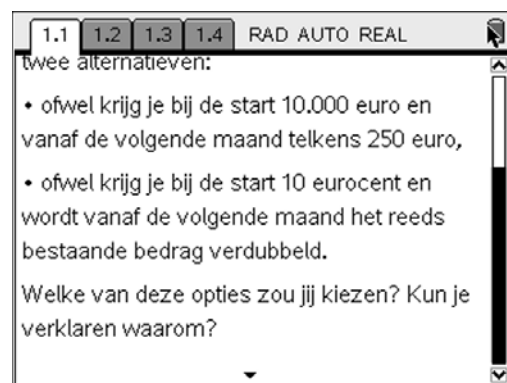 1.1 1.2 1.3 1.4 RAD AUTO REAL
twee alternatieven:
• ofwel krijg je bij de start 10.000 euro en
vanaf de volgende maand telkens 250 euro,
• ofwel krijg je bij de start 10 eurocent en
wordt vanaf de volgende maand het reeds
bestaande bedrag verdubbeld.
Welke van deze opties zou jij kiezen? Kun je
verklaren waarom?